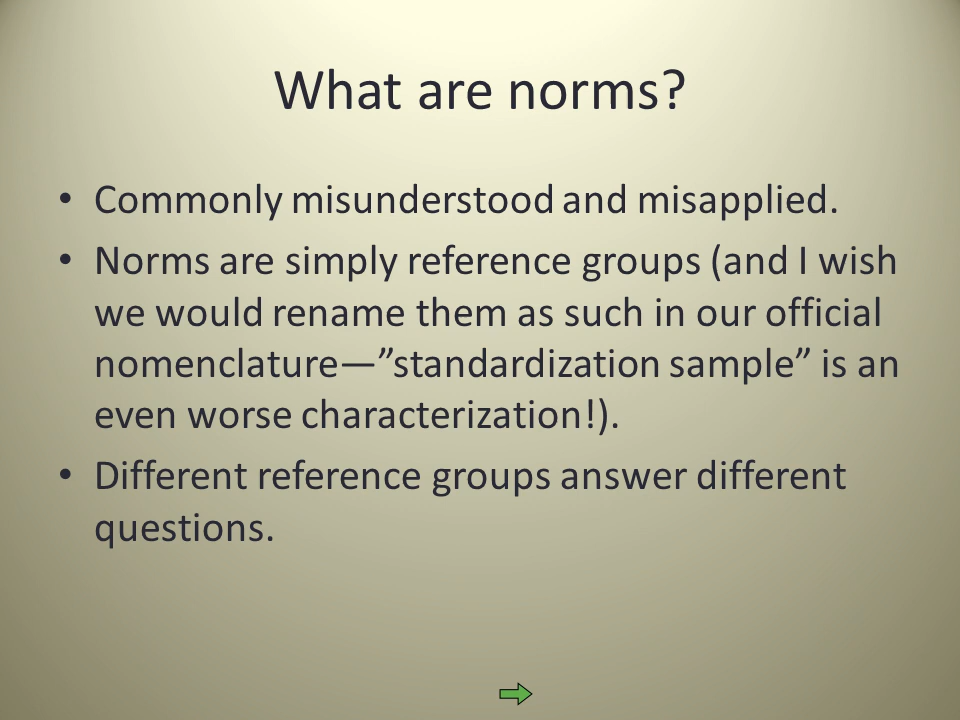 What are norms?
• Commonly misunderstood and misapplied.
• Norms are simply reference groups (and I wish
we would rename them as such in our official
nomenclature—”standardization sample” is an
even worse characterization!).
• Different reference groups answer different
questions.